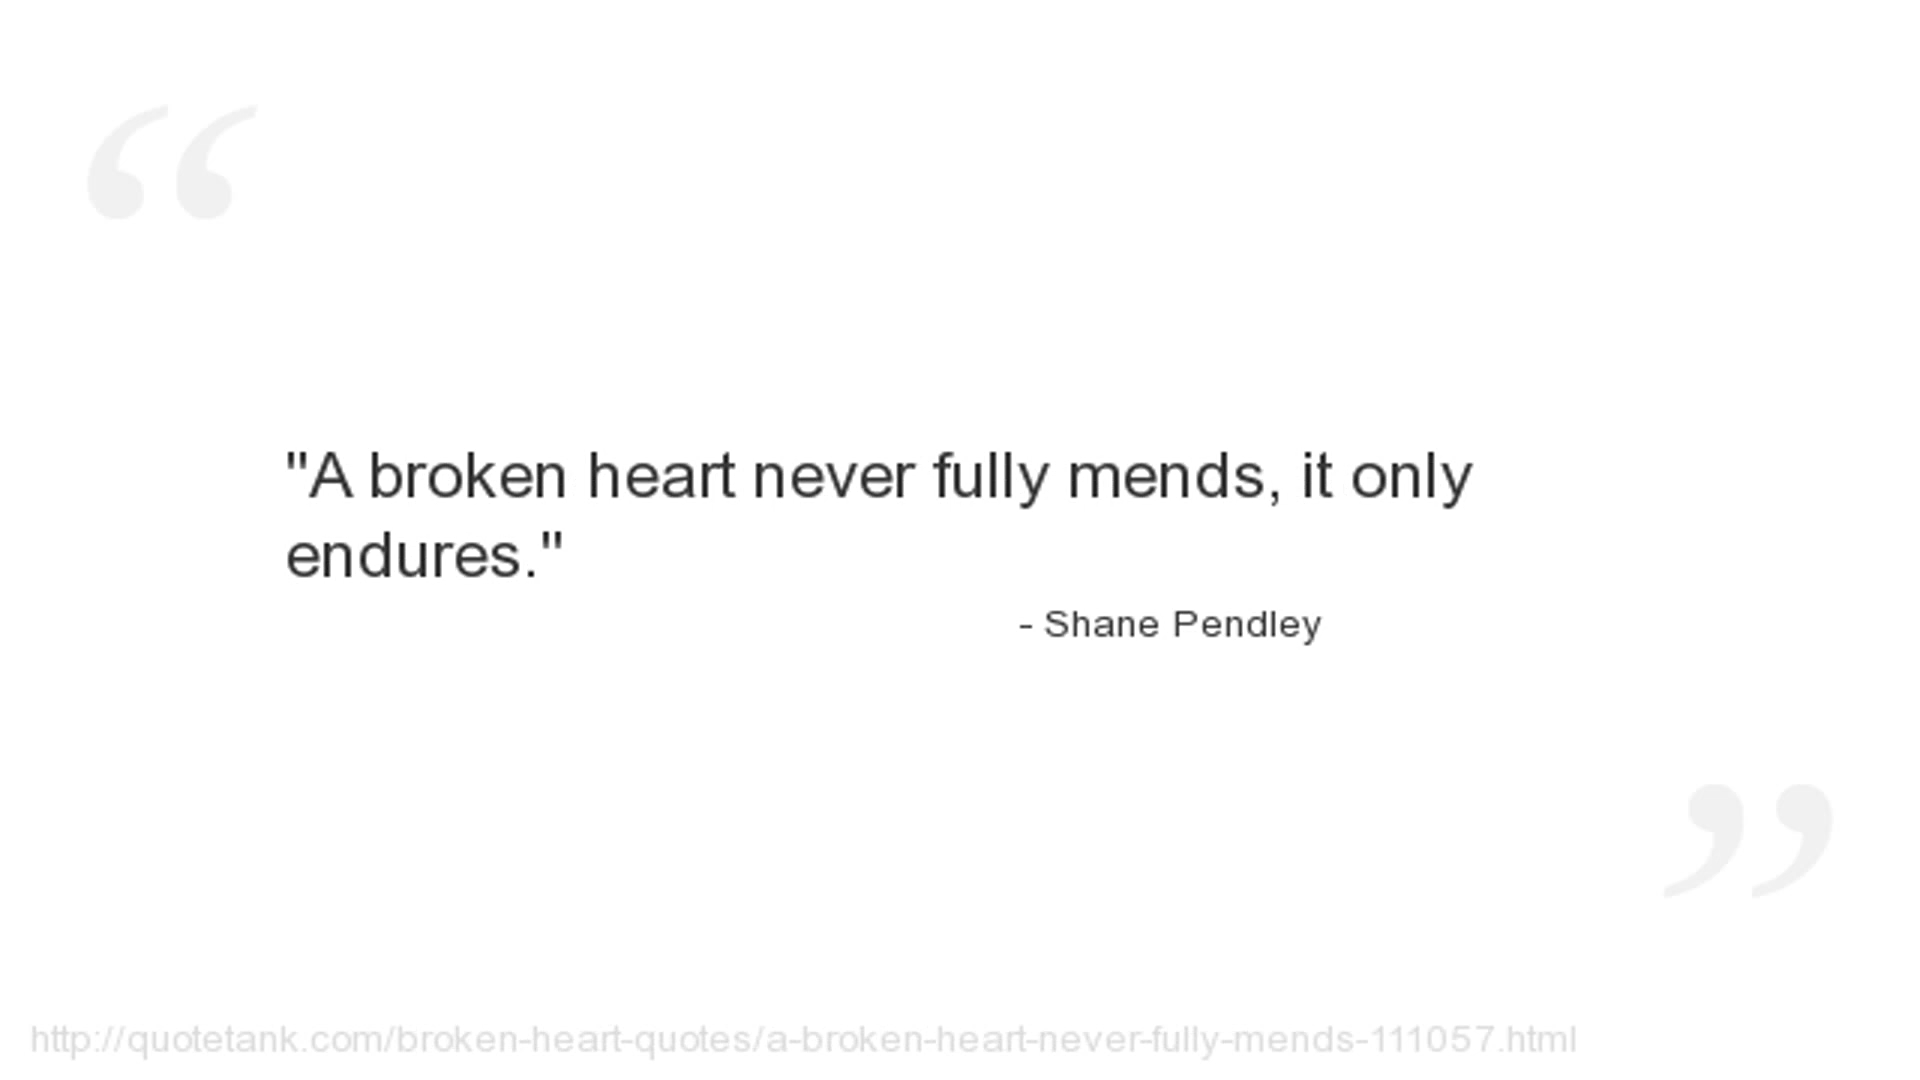 "A broken heart never fully mends, it only
endures."
- Shane Pendley
http://quotetank.com/broken-heart-quotes/a-broken-heart-never-fully-mends-111057.html